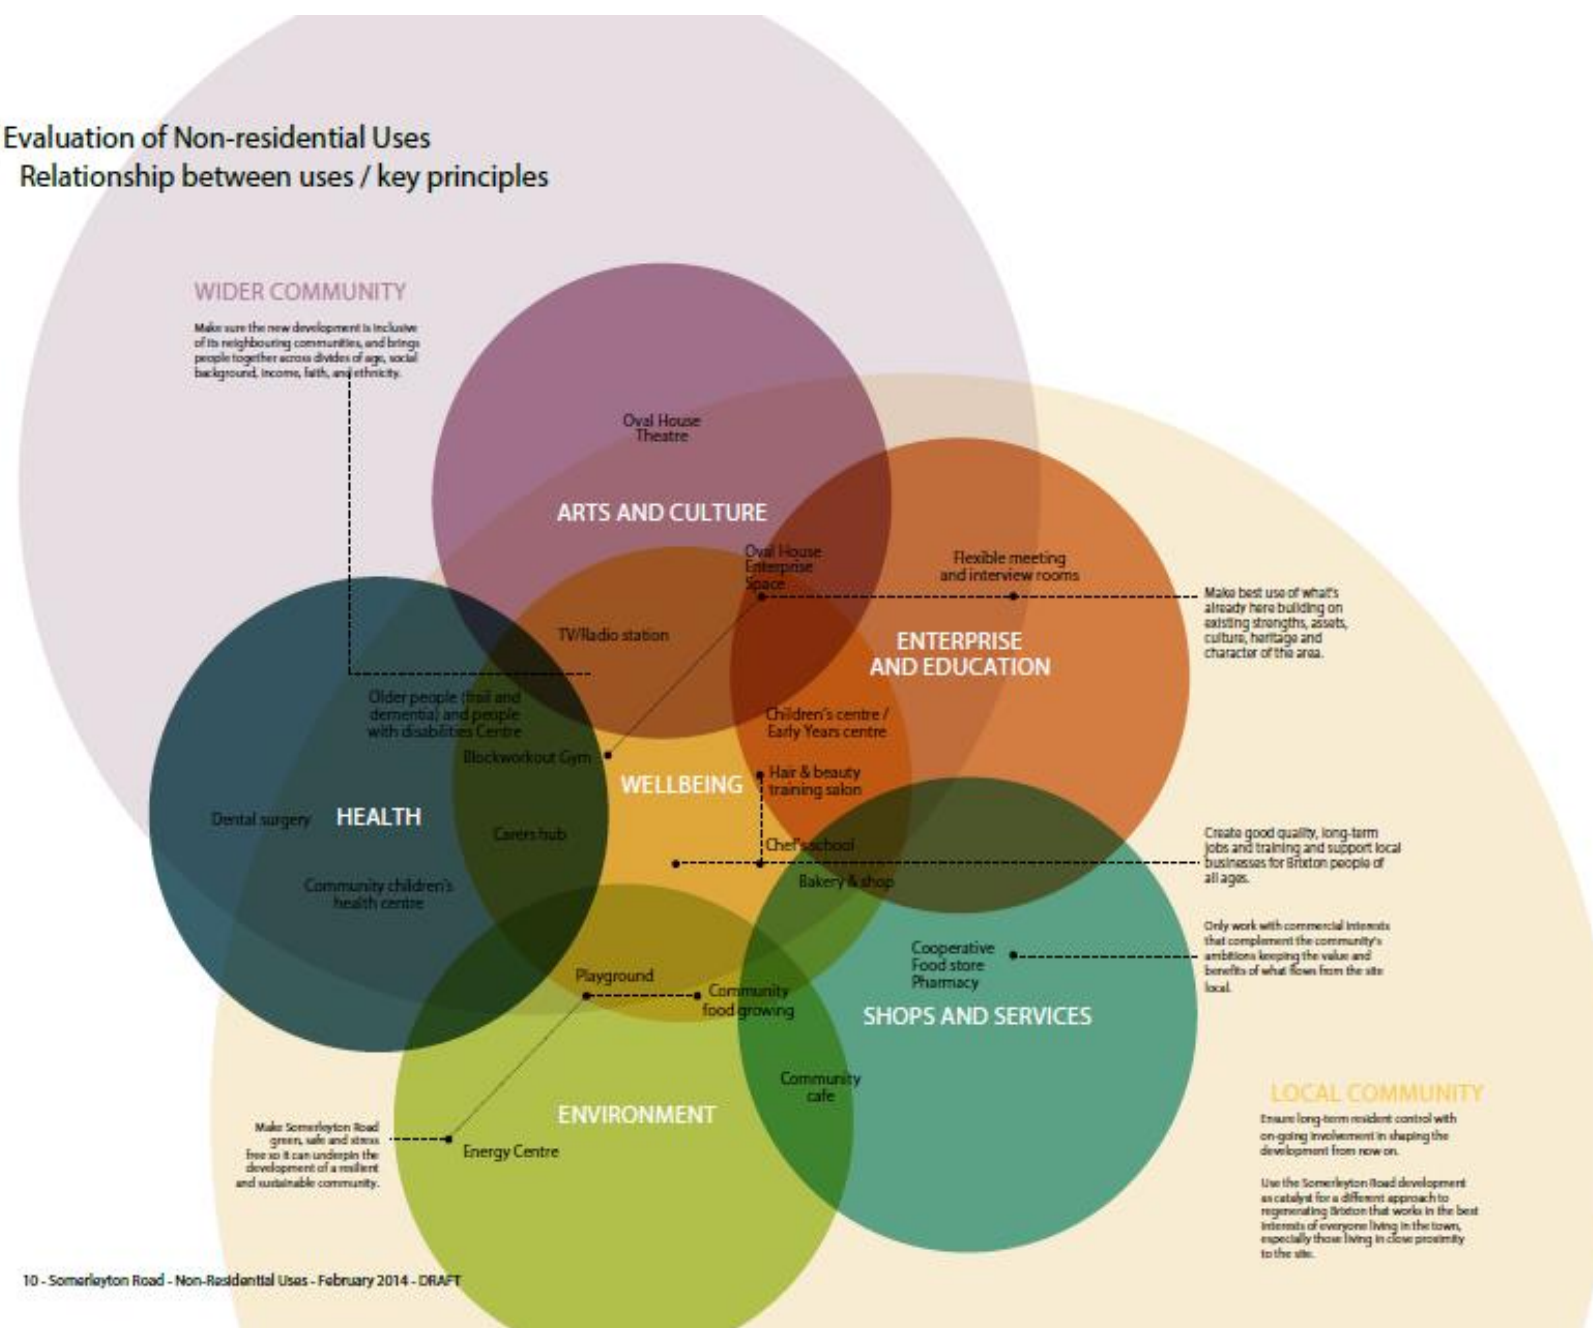 Evaluation of Non-residential Uses
Relationship between uses / key principles
WIDER COMMUNITY
Make sure the new development is inclusive
of its neighbouring communities, and brings
people together across divides of age, social
background, income, faith, and ethnicity.
Oval House
Theatre
ARTS AND CULTURE
Oval House
Enterprise
Space
Flexible meeting
and interview rooms
Make best use of what's
already here building on
existing strengths, assets,
culture, heritage and
character of the area.
TV/Radio station
ENTERPRISE
AND EDUCATION
Older people (frail and
dementia) and people
with disabilities Centre
Children's centre /
Early Years centre
Blockworkout Gym
WELLBEING
Hair & beauty
training salon
Dental surgery
HEALTH
Carers hub
Chef's school
Bakery & shop
Create good quality, long-term
jobs and training and support local
businesses for Brixton people of
all ages.
Community children's
health centre
Only work with commercial interests
that complement the community's
ambitions keeping the value and
benefits of what flows from the site
local.
Cooperative
Food store
Pharmacy
Playground
Community
food growing
SHOPS AND SERVICES
Community
cafe
ENVIRONMENT
Energy Centre
Make Somerleyton Road
green, safe and stress
free so it can underpin the
development of a resilient
and sustainable community.
LOCAL COMMUNITY
Ensure long-term resident control with
on-going involvement in shaping the
development from now on.
Use the Somerleyton Road development
as catalyst for a different approach to
regenerating Brixton that works in the best
interests of everyone living in the town,
especially those living in close proximity
to the site.
10 - Somerleyton Road - Non-Residential Uses - February 2014 - DRAFT